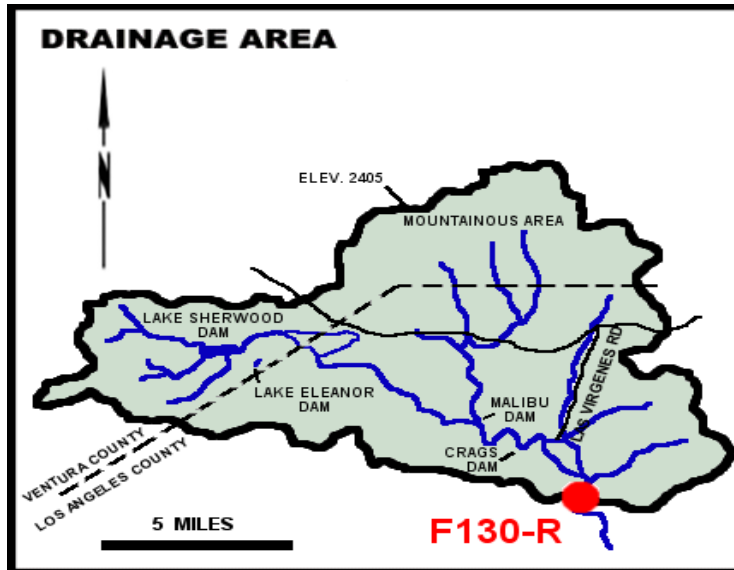 DRAINAGE AREA
N
ELEV. 2405
MOUNTAINOUS AREA
LAKE SHERWOOD
DAM
LAKE ELEANOR
DAM
MALIBU
DAM
LAS VIRGENES RD
CRAGS
DAM
VENTURA COUNTY
LOS ANGELES COUNTY
5 MILES
F130-R